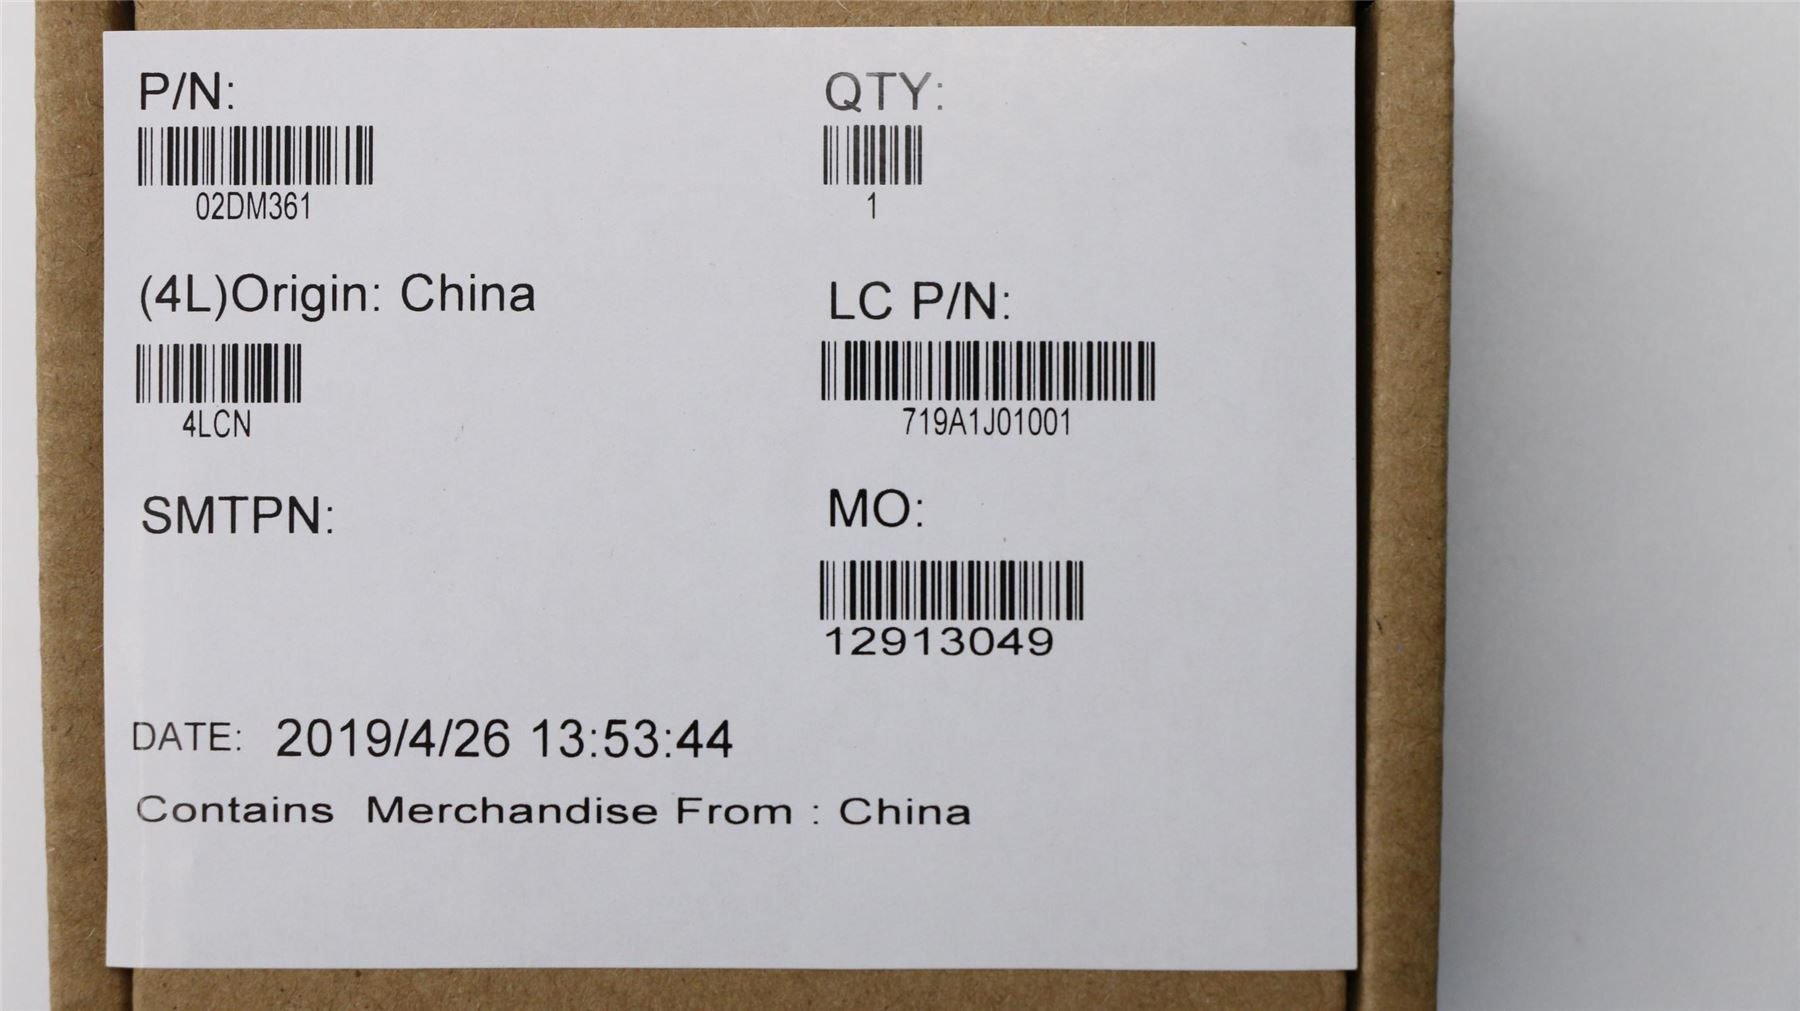 P/N:
02DM361
QTY:
1
(4L)Origin: China
4LCN
LC P/N:
719A1J01001
SMTPN:
MO:
12913049
DATE: 2019/4/26 13:53:44
Contains Merchandise From : China